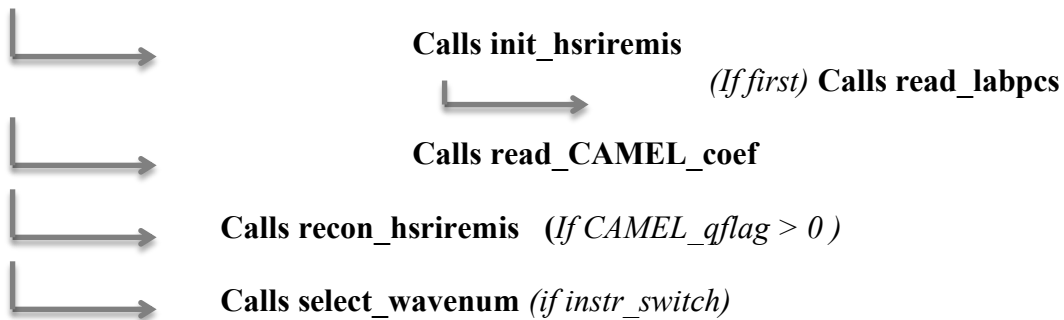 Calls init_hsriremis
(If first) Calls read_labpcs
Calls read_CAMEL_coef
Calls recon_hsriremis (If CAMEL_qflag > 0 )
Calls select_wavenum (if instr_switch)